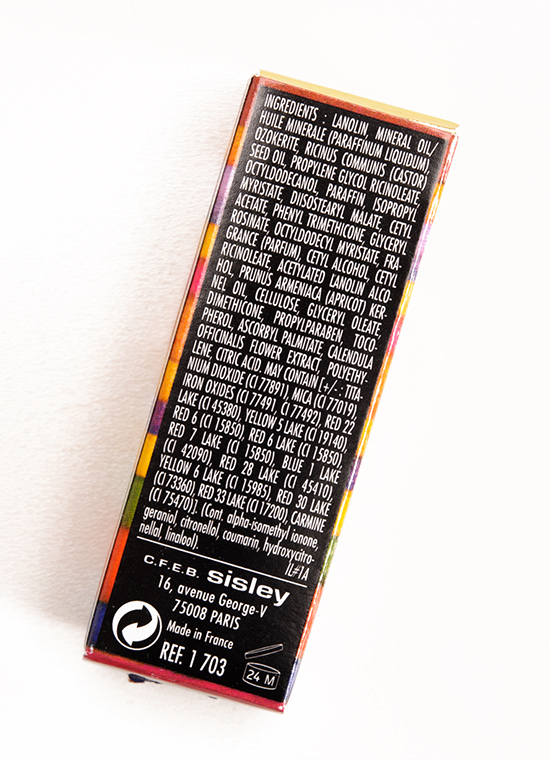 INGREDIENTS : LANOLIN, MINERAL OIL/
HUILE MINERALE (PARAFFINUM LIQUIDUM),
OZOKERITE, RICINUS COMMUNIS (CASTOR)
SEED OIL, PROPYLENE GLYCOL RICINOLEATE,
OCTYLDODECANOL, PARAFFIN, ISOPROPYL
MYRISTATE, DIISOSTEARYL MALATE, CETYL
ACETATE, PHENYL TRIMETHICONE, GLYCERYL
ROSINATE, OCTYLDODECYL MYRISTATE, FRA-
GRANCE (PARFUM), CETYL ALCOHOL, CETYL
RICINOLEATE, ACETYLATED LANOLIN ALCO-
HOL, PRUNUS ARMENIACA (APRICOT) KER-
NEL OIL, CELLULOSE, GLYCERYL OLEATE,
DIMETHICONE, PROPYLPARABEN, TOCO-
PHEROL, ASCORBYL PALMITATE, CALENDULA
OFFICINALIS FLOWER EXTRACT, POLYETHY-
LENE, CITRIC ACID. MAY CONTAIN [+/- : TITA-
NIUM DIOXIDE (CI 77891), MICA (CI 77019),
IRON OXIDES (CI 77491, CI 77492), RED 22
LAKE (CI 45380), YELLOW 5 LAKE (CI 19140),
RED 6 (CI 15850), RED 6 LAKE (CI 15850),
RED 7 LAKE (CI 15850), BLUE 1 LAKE
(CI 42090), RED 28 LAKE (CI 45410),
YELLOW 6 LAKE (CI 15985), RED 30 LAKE
(CI 73360), RED 33 LAKE (CI 17200), CARMINE
(CI 75470)]. (Cont. alpha-isomethyl ionone,
geraniol, citronellol, coumarin, hydroxycitro-
nellal, linalool).
IL#1A
C.F.E.B. sisley
16, avenue George-V
75008 PARIS
Made in France
REF. 1 703
24 M